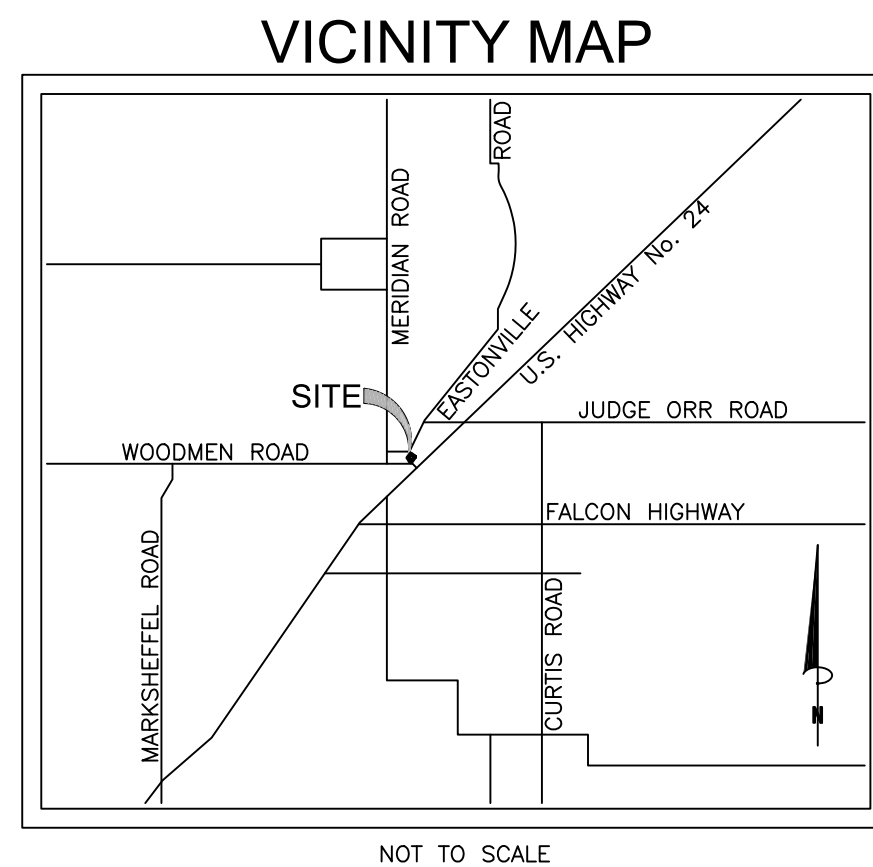 VICINITY MAP
ROAD
MERIDIAN ROAD
U.S. HIGHWAY No. 24
EASTONVILLE
SITE
JUDGE ORR ROAD
WOODMEN ROAD
FALCON HIGHWAY
MARKSHEFFEL ROAD
CURTIS ROAD
N
NOT TO SCALE